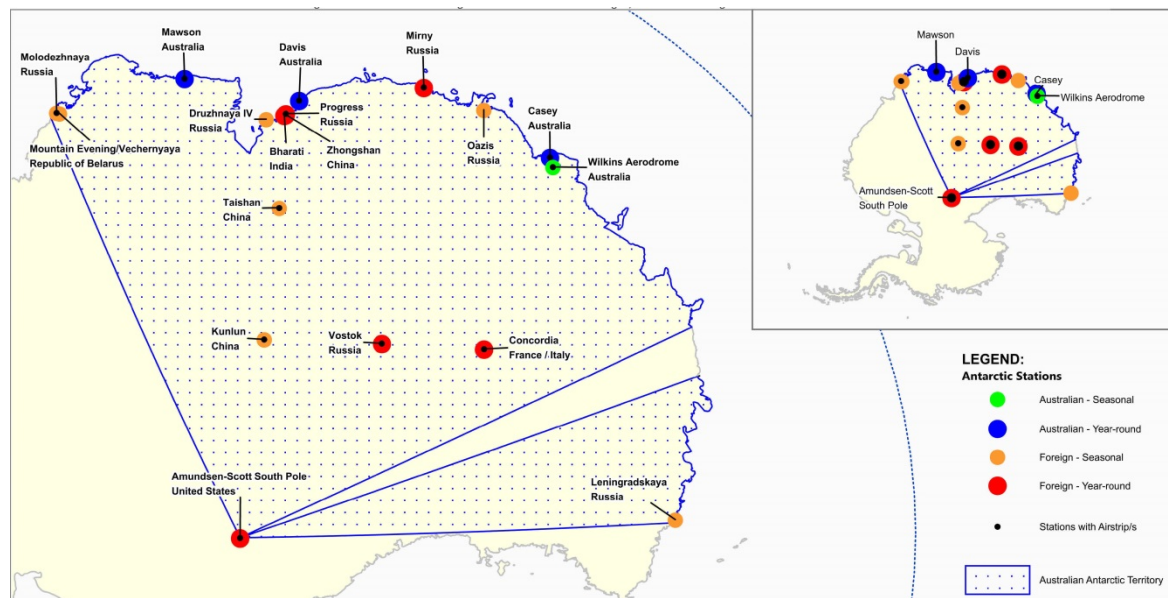 Molodezhnaya
Russia
Mawson
Australia
Davis
Australia
Mirny
Russia
Druzhnaya IV
Russia
Progress
Russia
Mountain Evening/Vechernyaya
Republic of Belarus
Bharati
India
Zhongshan
China
Oazis
Russia
Casey
Australia
Wilkins Aerodrome
Australia
Taishan
China
Kunlun
China
Vostok
Russia
Concordia
France / Italy
Amundsen-Scott South Pole
United States
Leningradskaya
Russia
Mawson
Davis
Casey
Wilkins Aerodrome
Amundsen-Scott
South Pole
LEGEND:
Antarctic Stations
Australian - Seasonal
Australian - Year-round
Foreign - Seasonal
Foreign - Year-round
Stations with Airstrip/s
Australian Antarctic Territory